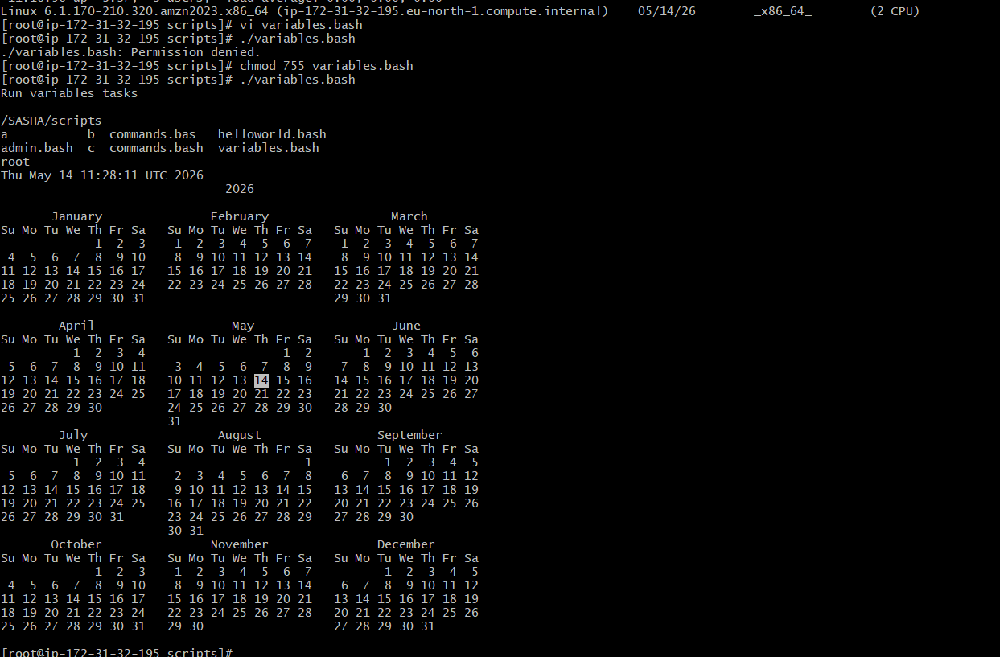 Linux 6.1.170-210.320.amzn2023.x86_64 (ip-172-31-32-195.eu-north-1.compute.internal)    05/14/26        _x86_64_        (2 CPU)
[root@ip-172-31-32-195 scripts]# vi variables.bash
[root@ip-172-31-32-195 scripts]# ./variables.bash
./variables.bash: Permission denied.
[root@ip-172-31-32-195 scripts]# chmod 755 variables.bash
[root@ip-172-31-32-195 scripts]# ./variables.bash
Run variables tasks

/SASHA/scripts
a           b  commands.bas   helloworld.bash
admin.bash  c  commands.bash  variables.bash
root
Thu May 14 11:28:11 UTC 2026
                               2026

       January               February                 March
Su Mo Tu We Th Fr Sa   Su Mo Tu We Th Fr Sa   Su Mo Tu We Th Fr Sa
             1  2  3    1  2  3  4  5  6  7    1  2  3  4  5  6  7
 4  5  6  7  8  9 10    8  9 10 11 12 13 14    8  9 10 11 12 13 14
11 12 13 14 15 16 17   15 16 17 18 19 20 21   15 16 17 18 19 20 21
18 19 20 21 22 23 24   22 23 24 25 26 27 28   22 23 24 25 26 27 28
25 26 27 28 29 30 31                          29 30 31

        April                   May                   June
Su Mo Tu We Th Fr Sa   Su Mo Tu We Th Fr Sa   Su Mo Tu We Th Fr Sa
          1  2  3  4                   1  2       1  2  3  4  5  6
 5  6  7  8  9 10 11    3  4  5  6  7  8  9    7  8  9 10 11 12 13
12 13 14 15 16 17 18   10 11 12 13 14 15 16   14 15 16 17 18 19 20
19 20 21 22 23 24 25   17 18 19 20 21 22 23   21 22 23 24 25 26 27
26 27 28 29 30         24 25 26 27 28 29 30   28 29 30
                       31
        July                  August                September
Su Mo Tu We Th Fr Sa   Su Mo Tu We Th Fr Sa   Su Mo Tu We Th Fr Sa
          1  2  3  4                      1          1  2  3  4  5
 5  6  7  8  9 10 11    2  3  4  5  6  7  8    6  7  8  9 10 11 12
12 13 14 15 16 17 18    9 10 11 12 13 14 15   13 14 15 16 17 18 19
19 20 21 22 23 24 25   16 17 18 19 20 21 22   20 21 22 23 24 25 26
26 27 28 29 30 31      23 24 25 26 27 28 29   27 28 29 30
                       30 31
       October               November               December
Su Mo Tu We Th Fr Sa   Su Mo Tu We Th Fr Sa   Su Mo Tu We Th Fr Sa
             1  2  3    1  2  3  4  5  6  7          1  2  3  4  5
 4  5  6  7  8  9 10    8  9 10 11 12 13 14    6  7  8  9 10 11 12
11 12 13 14 15 16 17   15 16 17 18 19 20 21   13 14 15 16 17 18 19
18 19 20 21 22 23 24   22 23 24 25 26 27 28   20 21 22 23 24 25 26
25 26 27 28 29 30 31   29 30                  27 28 29 30 31

[root@ip-172-31-32-195 scripts]#